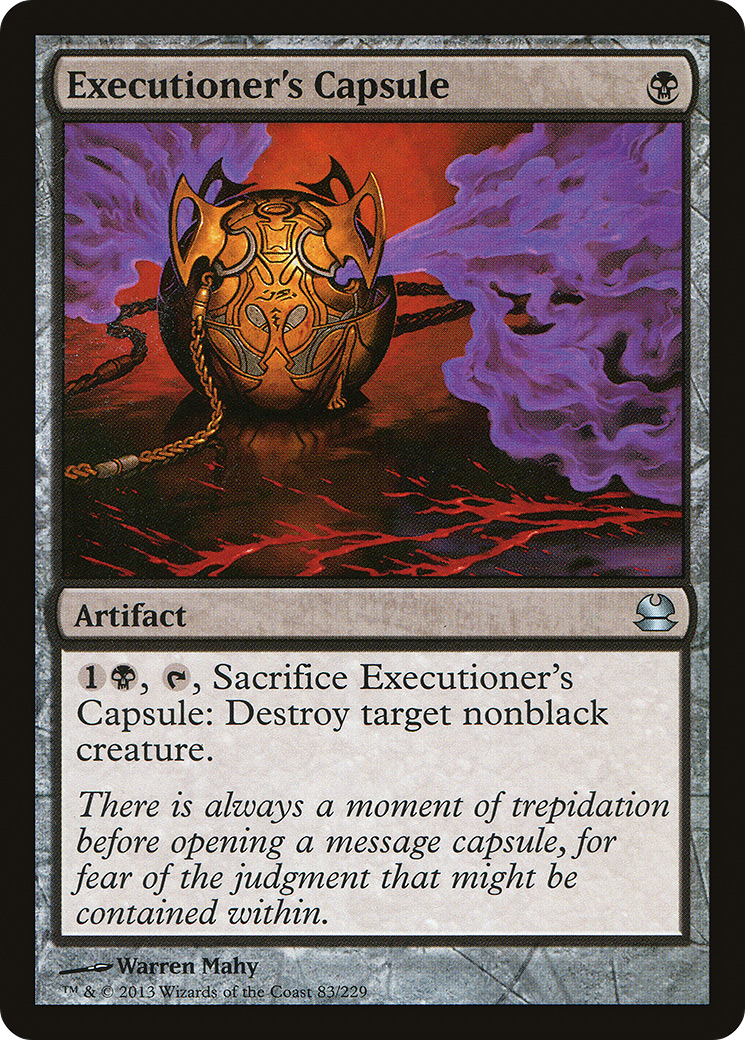 Executioner's Capsule
Artifact
1, , Sacrifice Executioner's
Capsule: Destroy target nonblack
creature.
There is always a moment of trepidation
before opening a message capsule, for
fear of the judgment that might be
contained within.
Warren Mahy
™ & © 2013 Wizards of the Coast 83/229